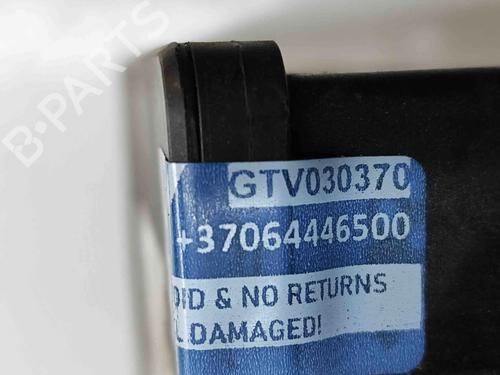 B-PARTS
GTV030370
+37064446500
OID & NO RETURNS
L DAMAGED!